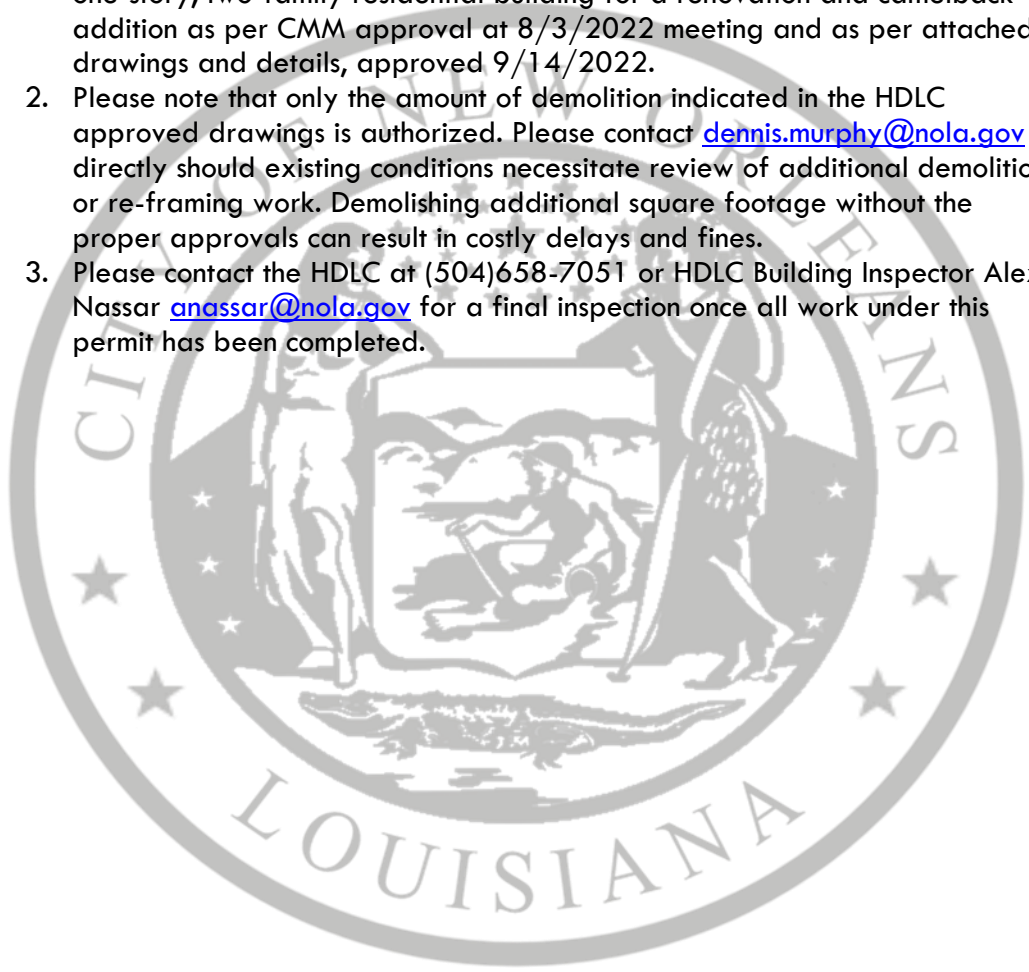 one-story, two-family residential building for a renovation and camelback
addition as per CMM approval at 8/3/2022 meeting and as per attached
drawings and details, approved 9/14/2022.
2. Please note that only the amount of demolition indicated in the HDLC
approved drawings is authorized. Please contact dennis.murphy@nola.gov
directly should existing conditions necessitate review of additional demolitio
or re-framing work. Demolishing additional square footage without the
proper approvals can result in costly delays and fines.
3. Please contact the HDLC at (504)658-7051 or HDLC Building Inspector Ale
Nassar anassar@nola.gov for a final inspection once all work under this
permit has been completed.
CITY OF NEW ORLEANS
LOUISIANA